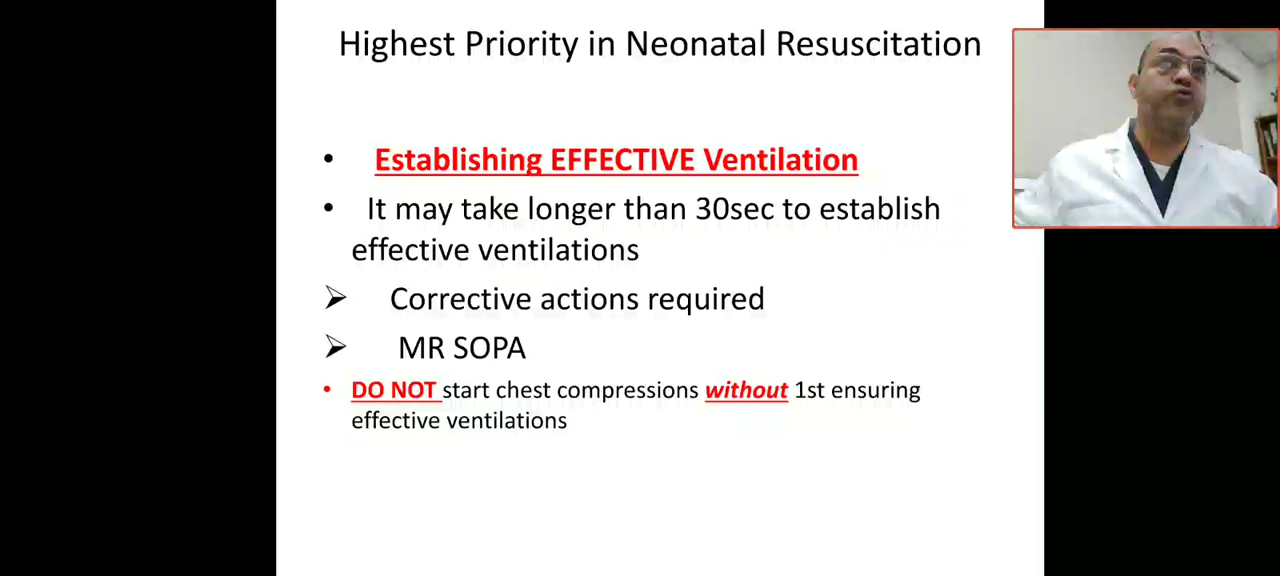 Highest Priority in Neonatal Resuscitation
• Establishing EFFECTIVE Ventilation
• It may take longer than 30sec to establish
effective ventilations
➢ Corrective actions required
➢ MR SOPA
• DO NOT start chest compressions without 1st ensuring
effective ventilations